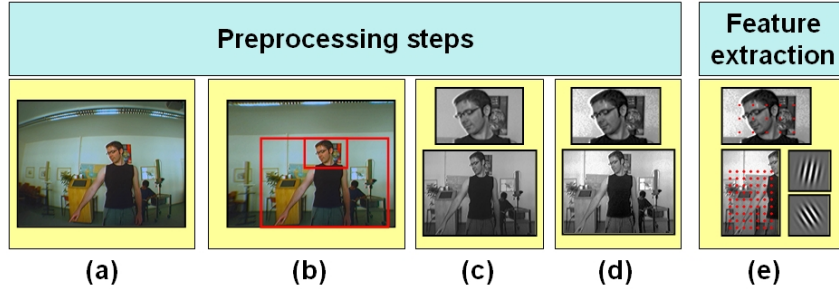 Preprocessing steps
Feature
extraction
(a)
(b)
(c)
(d)
(e)